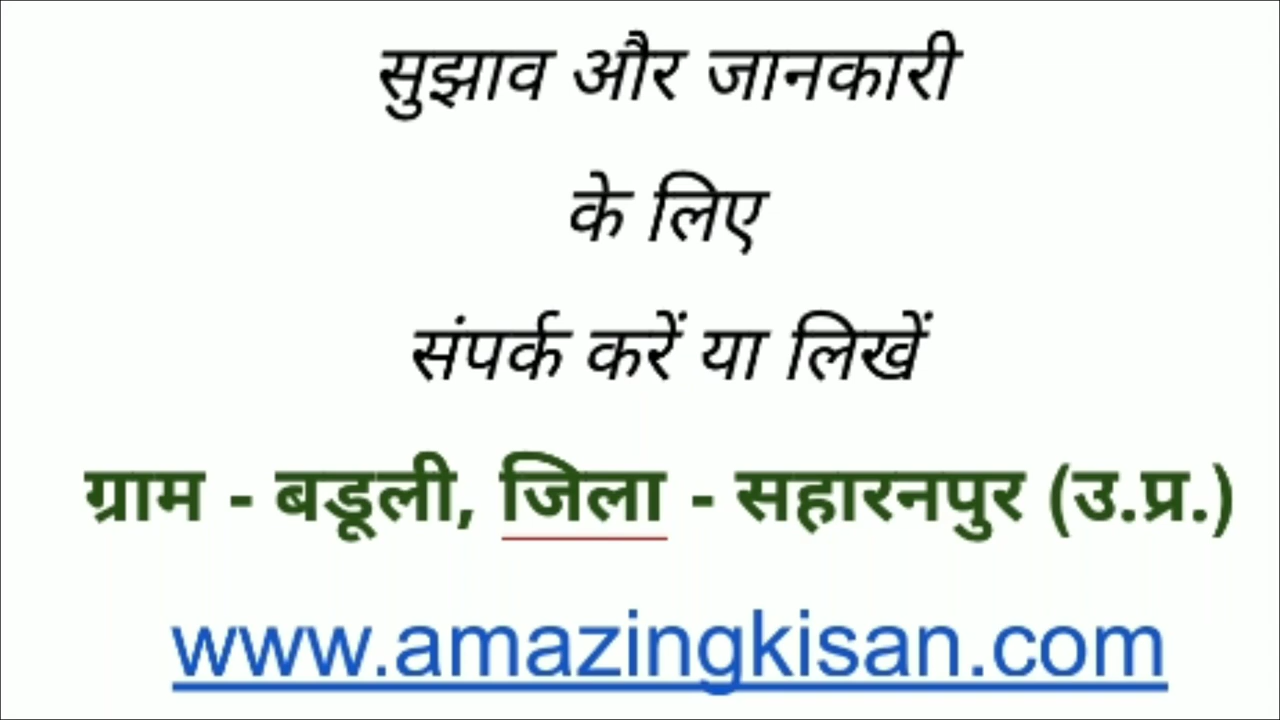 सुझाव और जानकारी
के लिए
संपर्क करें या लिखें
ग्राम - बडूली, जिला - सहारनपुर (उ.प्र.)
www.amazingkisan.com